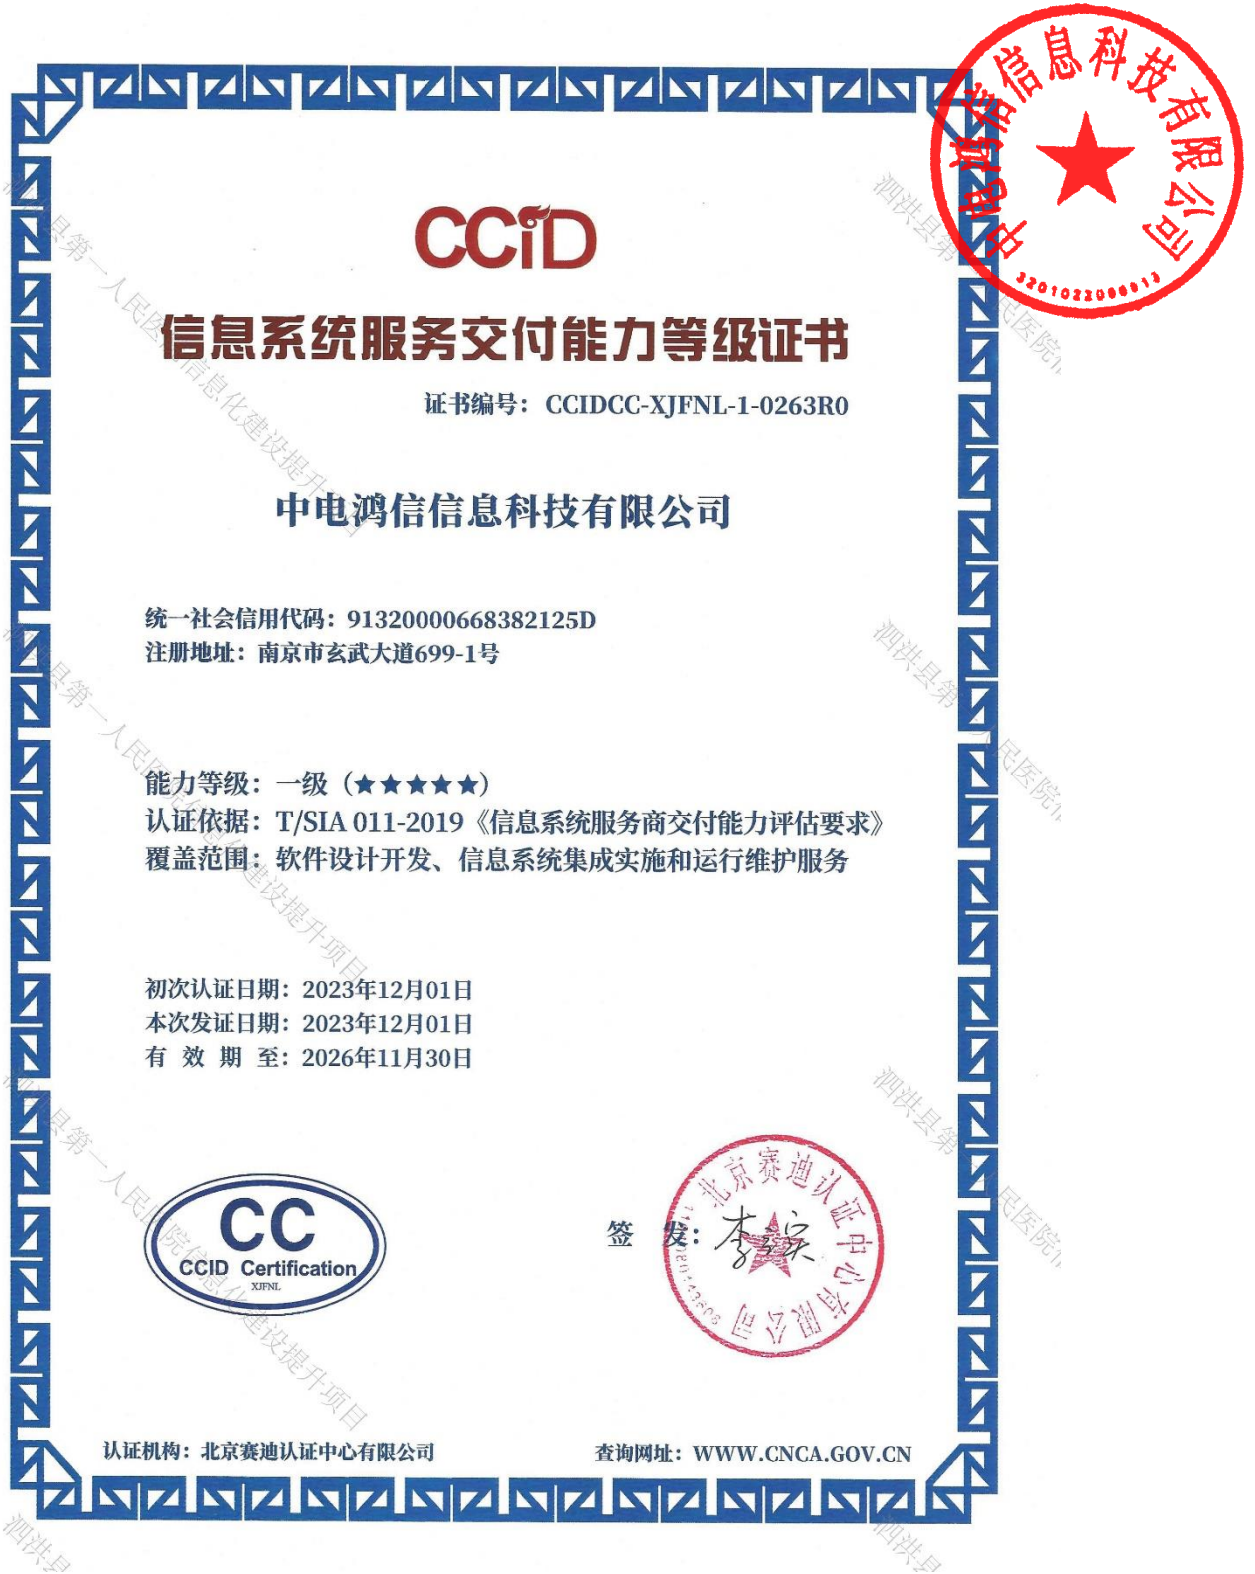 中电鸿信信息科技有限公司
CCID
信息系统服务交付能力等级证书
证书编号：CCIDCC-XJFNL-1-0263R0
中电鸿信信息科技有限公司
统一社会信用代码：91320000668382125D
注册地址：南京市玄武大道699-1号
能力等级：一级（★★★★★）
认证依据：T/SIA 011-2019《信息系统服务商交付能力评估要求》
覆盖范围：软件设计开发、信息系统集成实施和运行维护服务
初次认证日期：2023年12月01日
本次发证日期：2023年12月01日
有 效 期 至：2026年11月30日
CC
CCID Certification
XJFNL
签 发：
北京赛迪认证中心有限公司
认证机构：北京赛迪认证中心有限公司
查询网址：WWW.CNCA.GOV.CN
泗洪县第一人民医院信息化建设提升项目